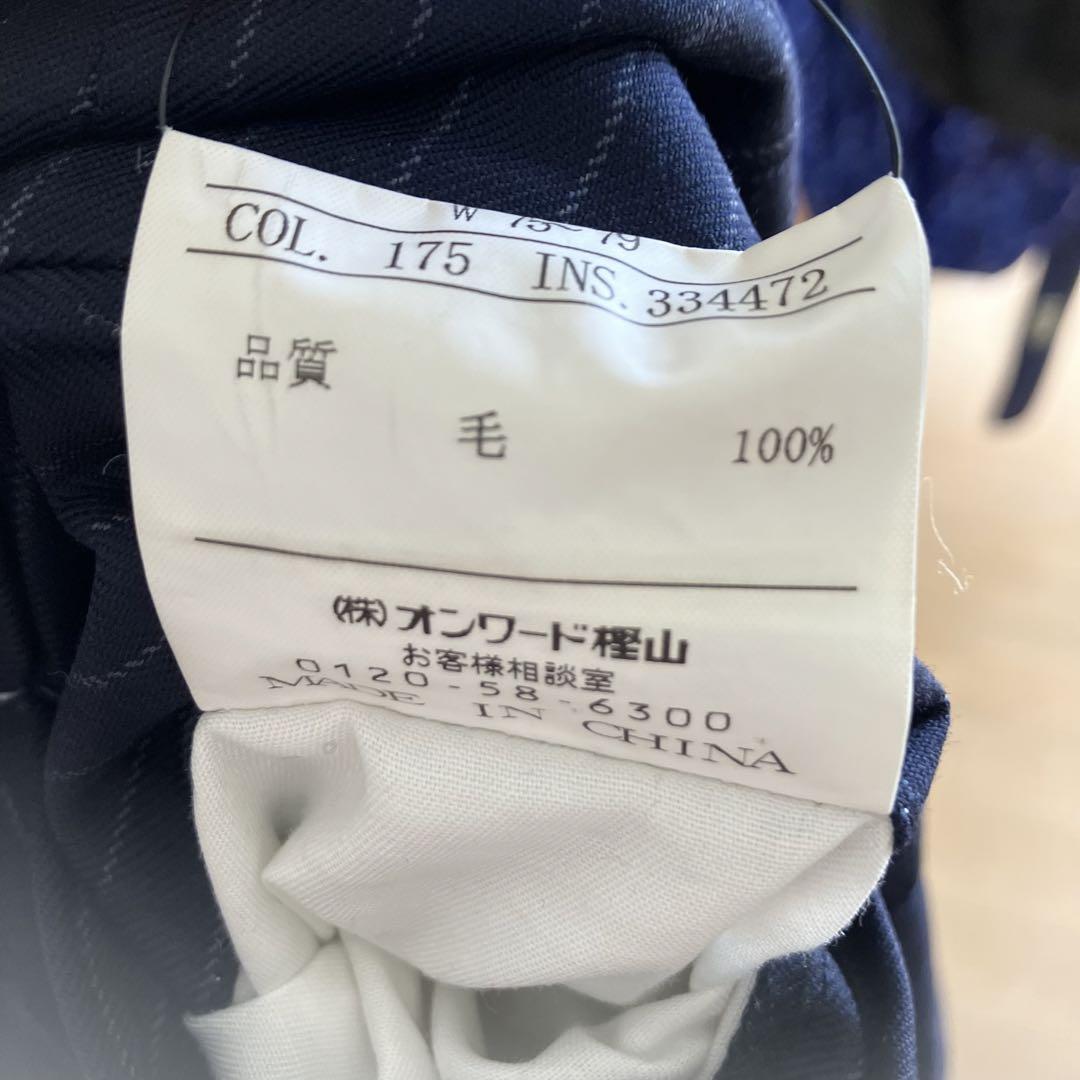 W 75~79
COL. 175 INS. 334472
品質
毛 100%
(株)オンワード樫山
お客様相談室
0120-58-6300
MADE IN CHINA